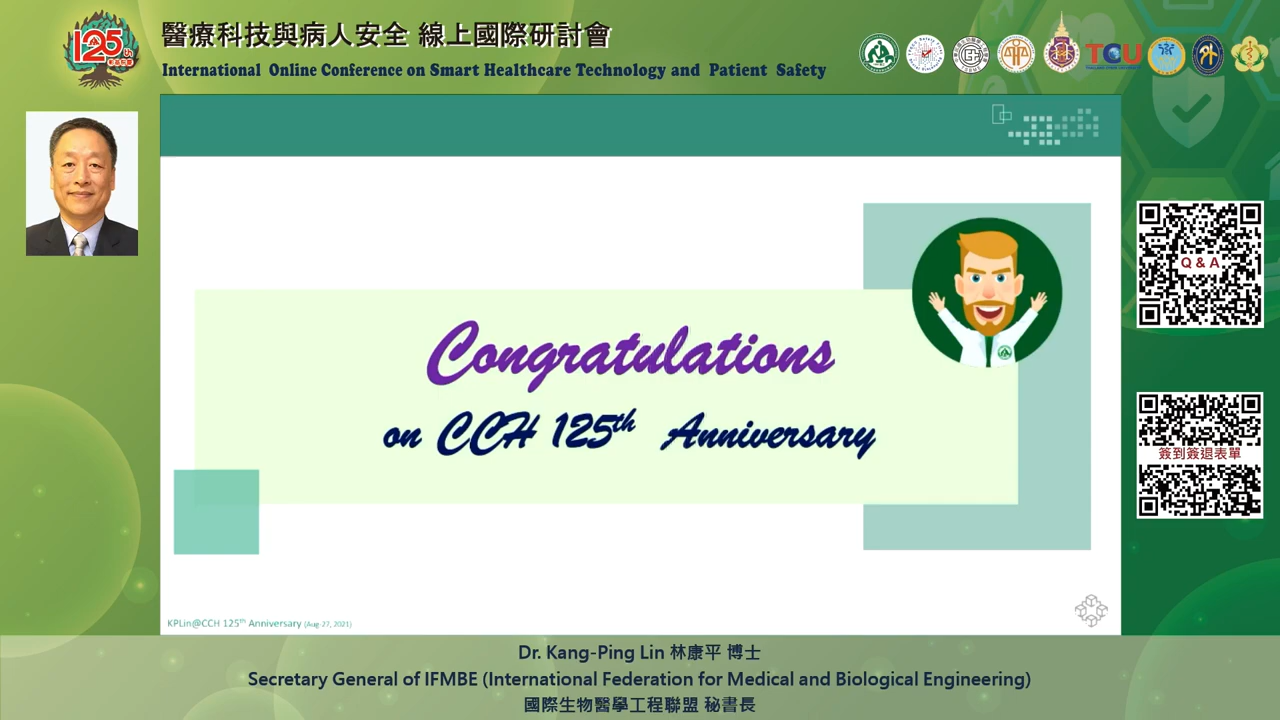 125th
醫療科技與病人安全 線上國際研討會
International Online Conference on Smart Healthcare Technology and Patient Safety
TCU
Congratulations
on CCH 125th Anniversary
Q & A
簽到簽退表單
KPLin@CCH 125th Anniversary (Aug-27, 2021)
Dr. Kang-Ping Lin 林康平 博士
Secretary General of IFMBE (International Federation for Medical and Biological Engineering)
國際生物醫學工程聯盟 秘書長